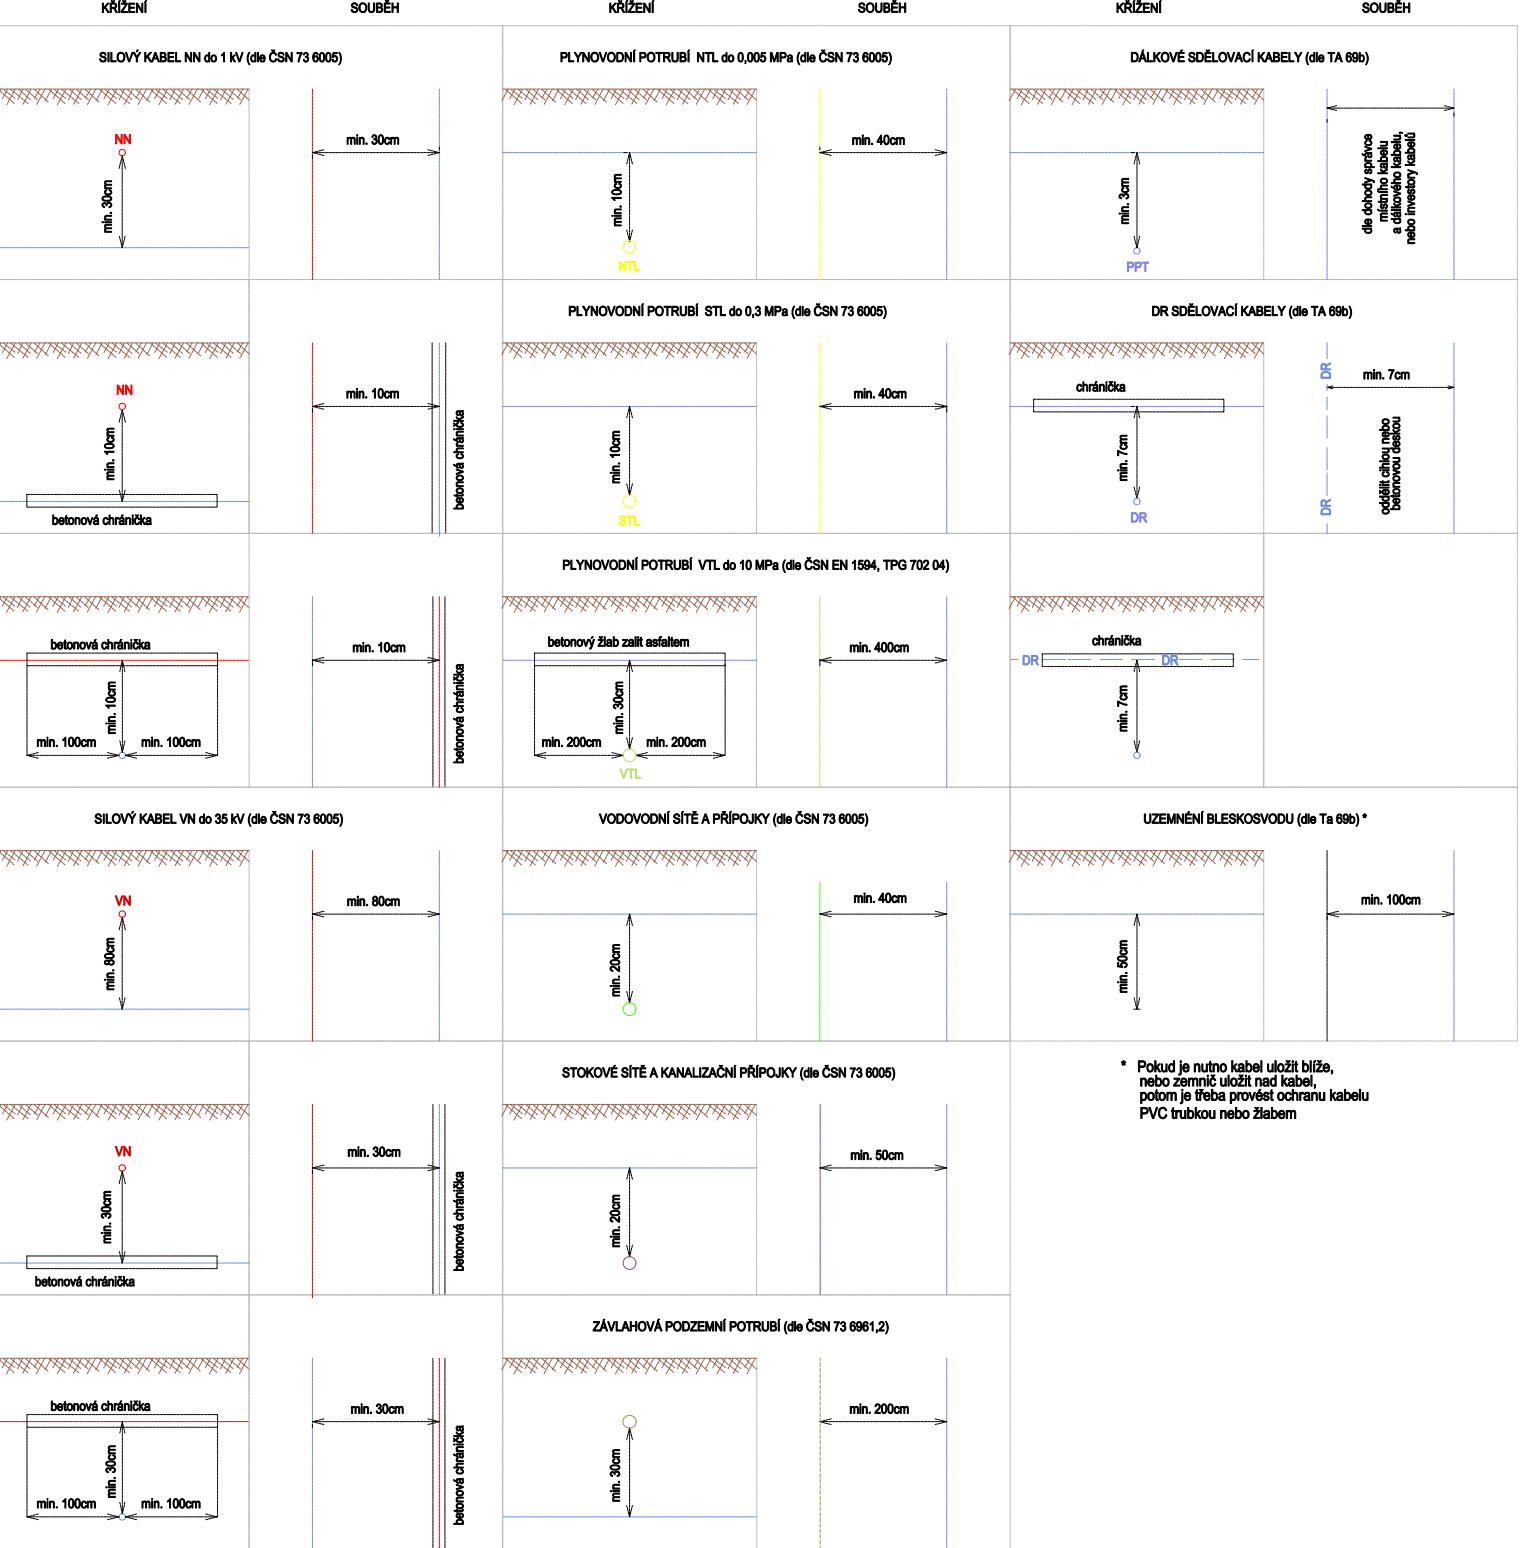 KŘÍŽENÍ
SOUBĚH
KŘÍŽENÍ
SOUBĚH
KŘÍŽENÍ
SOUBĚH
SILOVÝ KABEL NN do 1 kV (dle ČSN 73 6005)
NN
min. 30cm
min. 30cm
PLYNOVODNÍ POTRUBÍ NTL do 0,005 MPa (dle ČSN 73 6005)
min. 10cm
NTL
min. 40cm
DÁLKOVÉ SDĚLOVACÍ KABELY (dle TA 69b)
min. 3cm
PPT
dle dohody správce
místního kabelu
a dálkového kabelu,
nebo investory kabelů
NN
min. 10cm
betonová chránička
min. 10cm
betonová chránička
PLYNOVODNÍ POTRUBÍ STL do 0,3 MPa (dle ČSN 73 6005)
min. 10cm
STL
min. 40cm
DR SDĚLOVACÍ KABELY (dle TA 69b)
chránička
min. 7cm
DR
DR
min. 7cm
oddělit cihlou nebo
betonovou deskou
DR
betonová chránička
min. 10cm
min. 100cm
min. 100cm
min. 10cm
betonová chránička
PLYNOVODNÍ POTRUBÍ VTL do 10 MPa (dle ČSN EN 1594, TPG 702 04)
betonový žlab zalit asfaltem
min. 30cm
min. 200cm
min. 200cm
VTL
min. 400cm
chránička
DR
DR
min. 7cm
SILOVÝ KABEL VN do 35 kV (dle ČSN 73 6005)
VN
min. 80cm
min. 80cm
VODOVODNÍ SÍTĚ A PŘÍPOJKY (dle ČSN 73 6005)
min. 20cm
min. 40cm
UZEMNÉNÍ BLESKOSVODU (dle Ta 69b) *
min. 50cm
min. 100cm
* Pokud je nutno kabel uložit blíže,
nebo zemnič uložit nad kabel,
potom je třeba provést ochranu kabelu
PVC trubkou nebo žlabem
VN
min. 30cm
betonová chránička
min. 30cm
betonová chránička
STOKOVÉ SÍTĚ A KANALIZAČNÍ PŘÍPOJKY (dle ČSN 73 6005)
min. 20cm
min. 50cm
betonová chránička
min. 30cm
min. 100cm
min. 100cm
min. 30cm
betonová chránička
ZÁVLAHOVÁ PODZEMNÍ POTRUBÍ (dle ČSN 73 6961,2)
min. 30cm
min. 200cm